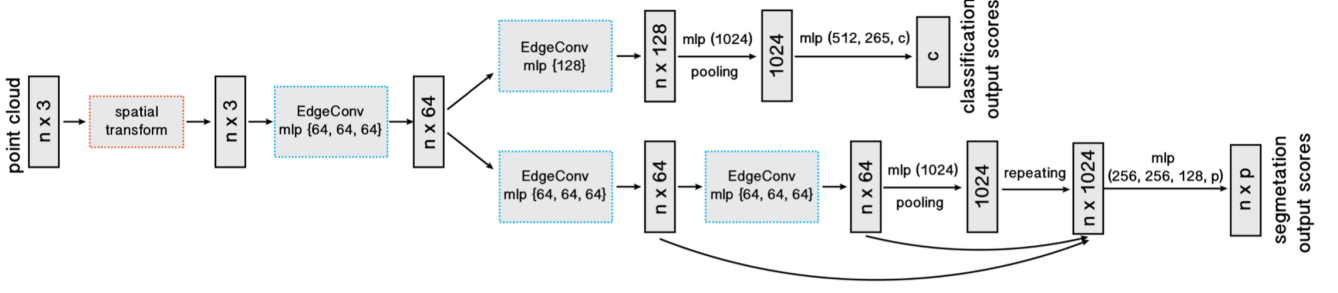 point cloud
n x 3
spatial
transform
n x 3
EdgeConv
mlp {64, 64, 64}
n x 64
EdgeConv
mlp {128}
n x 128
mlp (1024)
pooling
1024
mlp (512, 265, c)
c
classification
output scores
EdgeConv
mlp {64, 64, 64}
n x 64
EdgeConv
mlp {64, 64, 64}
n x 64
mlp (1024)
pooling
1024
repeating
n x 1024
mlp
(256, 256, 128, p)
n x p
segmetation
output scores